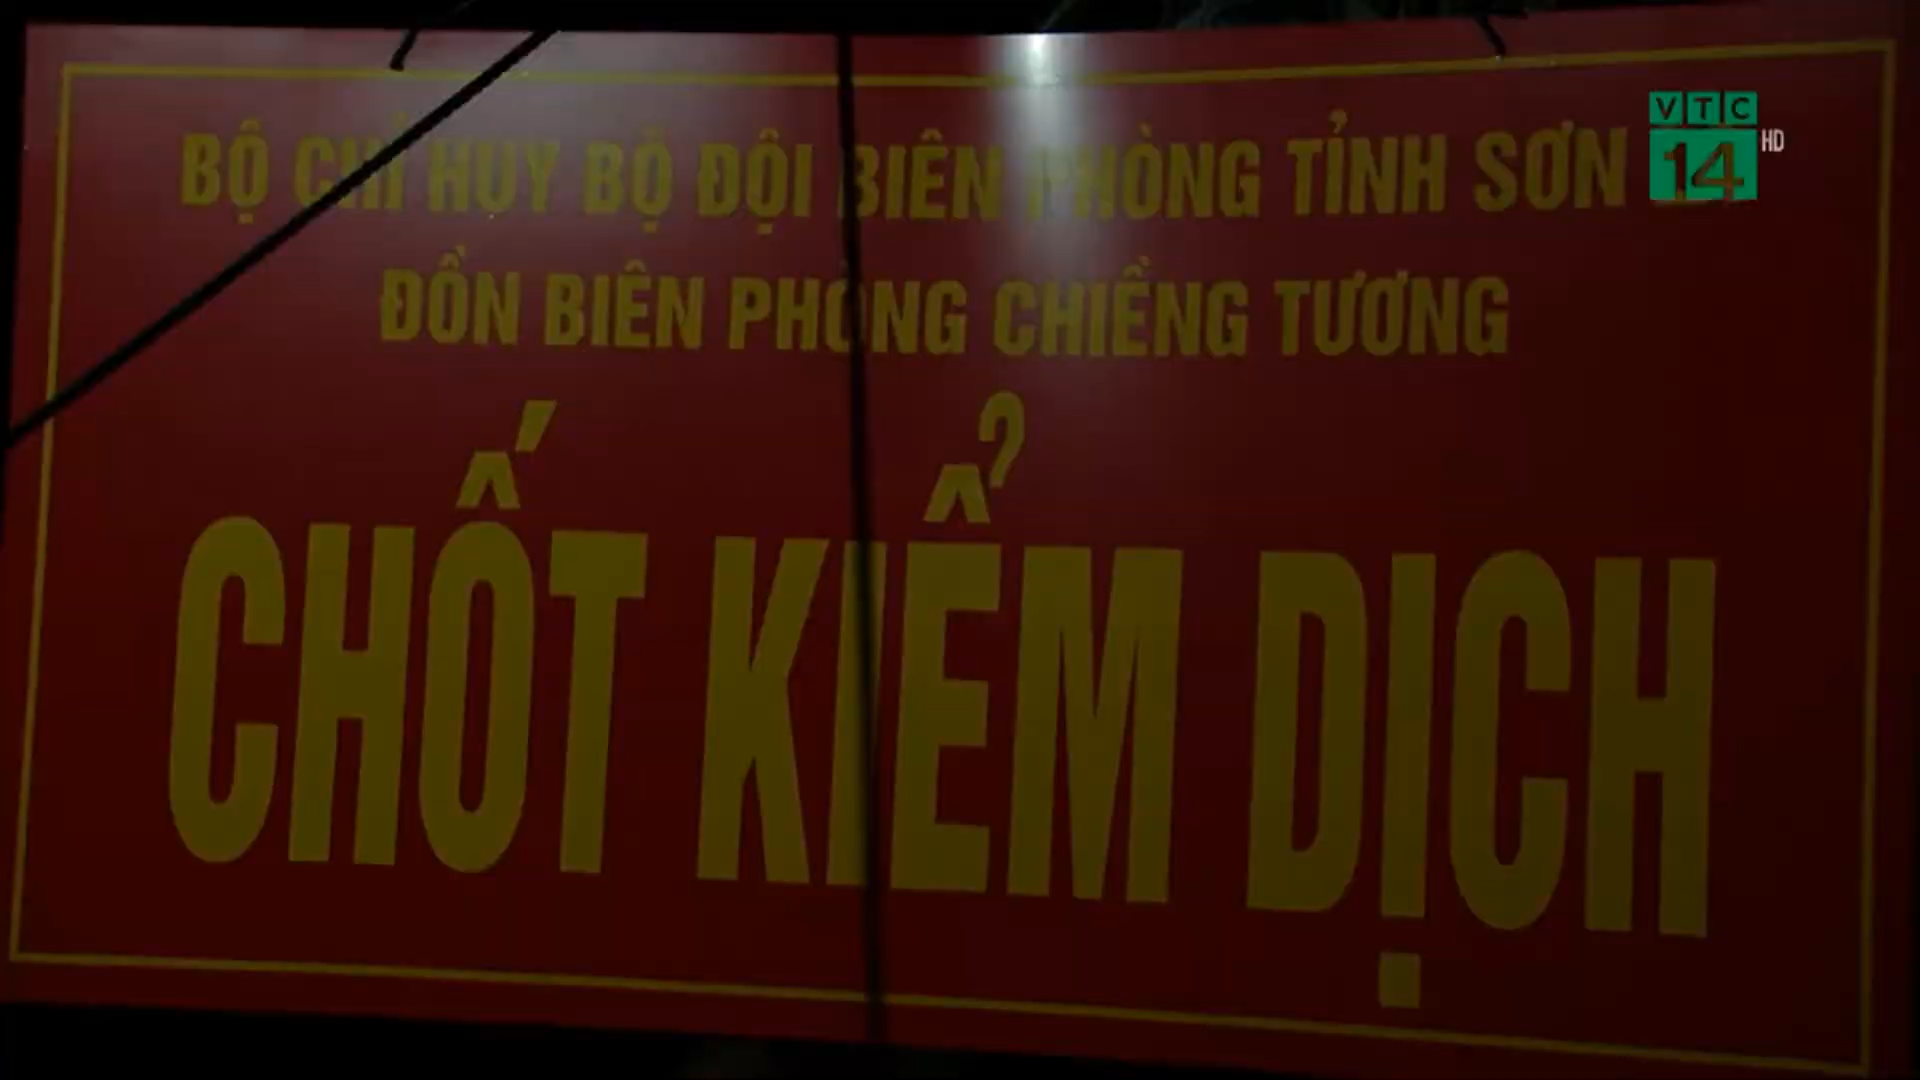 BỘ CHỈ HUY BỘ ĐỘI BIÊN PHÒNG TỈNH SƠN
VTC
14 HD
ĐỒN BIÊN PHÒNG CHIỀNG TƯƠNG
CHỐT KIỂM DỊCH